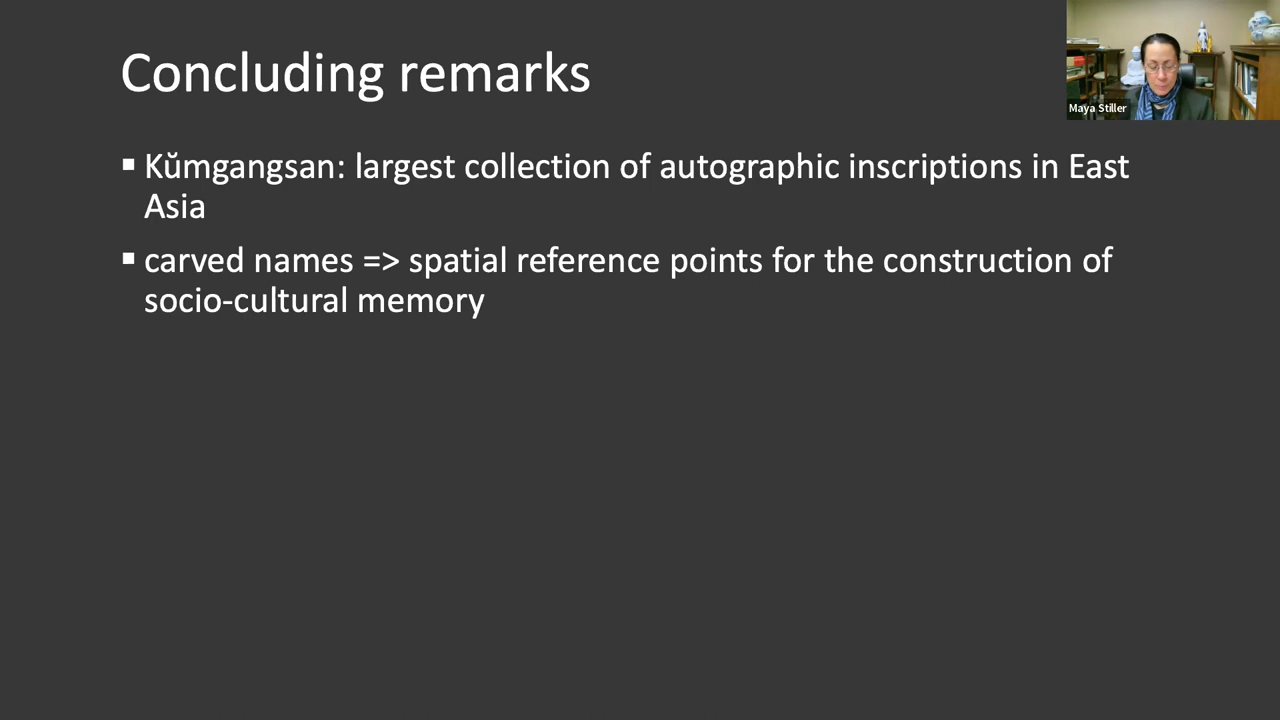 Concluding remarks
Maya Stiller
▪ Kŭmgangsan: largest collection of autographic inscriptions in East
Asia
▪ carved names => spatial reference points for the construction of
socio-cultural memory